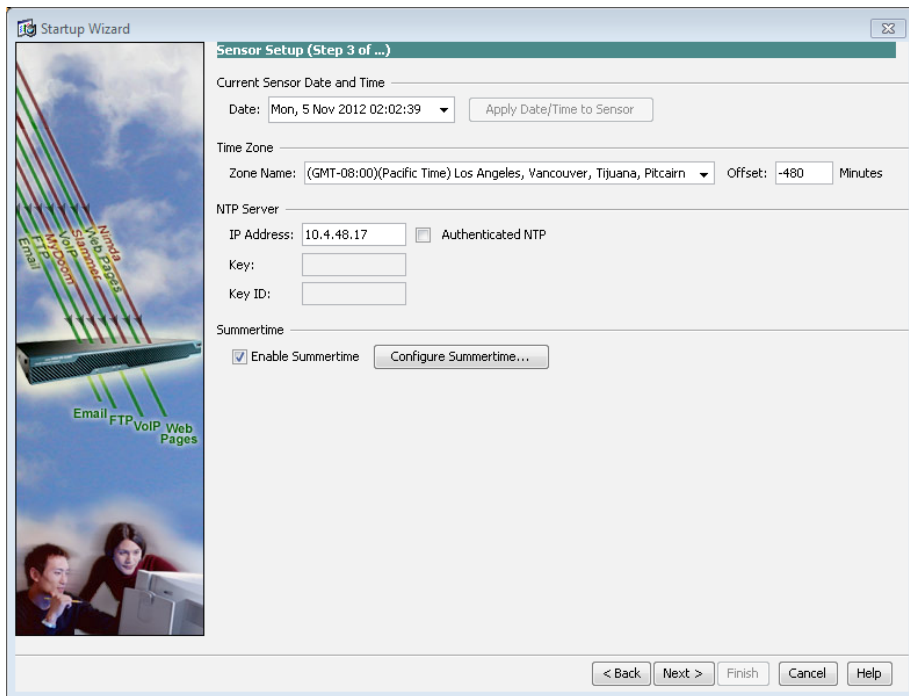 Startup Wizard
Sensor Setup (Step 3 of ...)
Current Sensor Date and Time
Date: Mon, 5 Nov 2012 02:02:39 Apply Date/Time to Sensor
Time Zone
Zone Name: (GMT-08:00)(Pacific Time) Los Angeles, Vancouver, Tijuana, Pitcairn Offset: -480 Minutes
NTP Server
IP Address: 10.4.48.17 Authenticated NTP
Key:
Key ID:
Summertime
Enable Summertime Configure Summertime...
Email
FTP
MyDoom
VoIP
Slammer
Web Pages
Nimda
Email FTP VoIP Web Pages
< Back Next > Finish Cancel Help